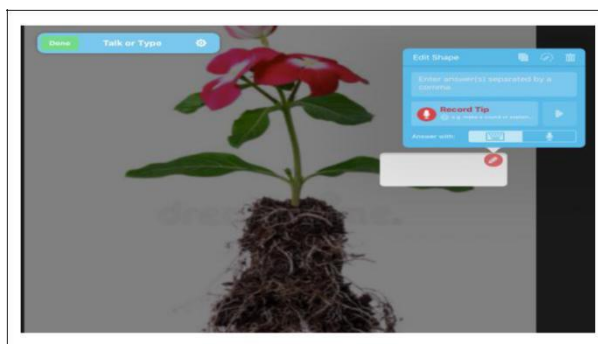 Done Talk or Type
Edit Shape
Enter answer(s) separated by a
comma
Record Tip
Answer with: